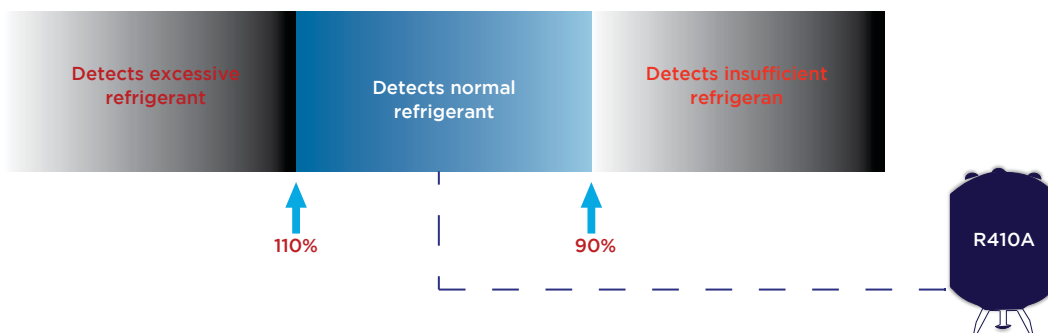 Detects excessive
refrigerant
Detects normal
refrigerant
Detects insufficient
refrigeran
110%
90%
R410A